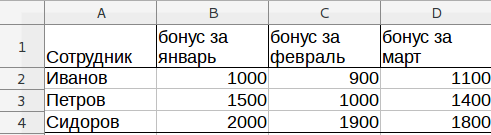 A B C D
1 Сотрудник бонус за январь бонус за февраль бонус за март
2 Иванов 1000 900 1100
3 Петров 1500 1000 1400
4 Сидоров 2000 1900 1800